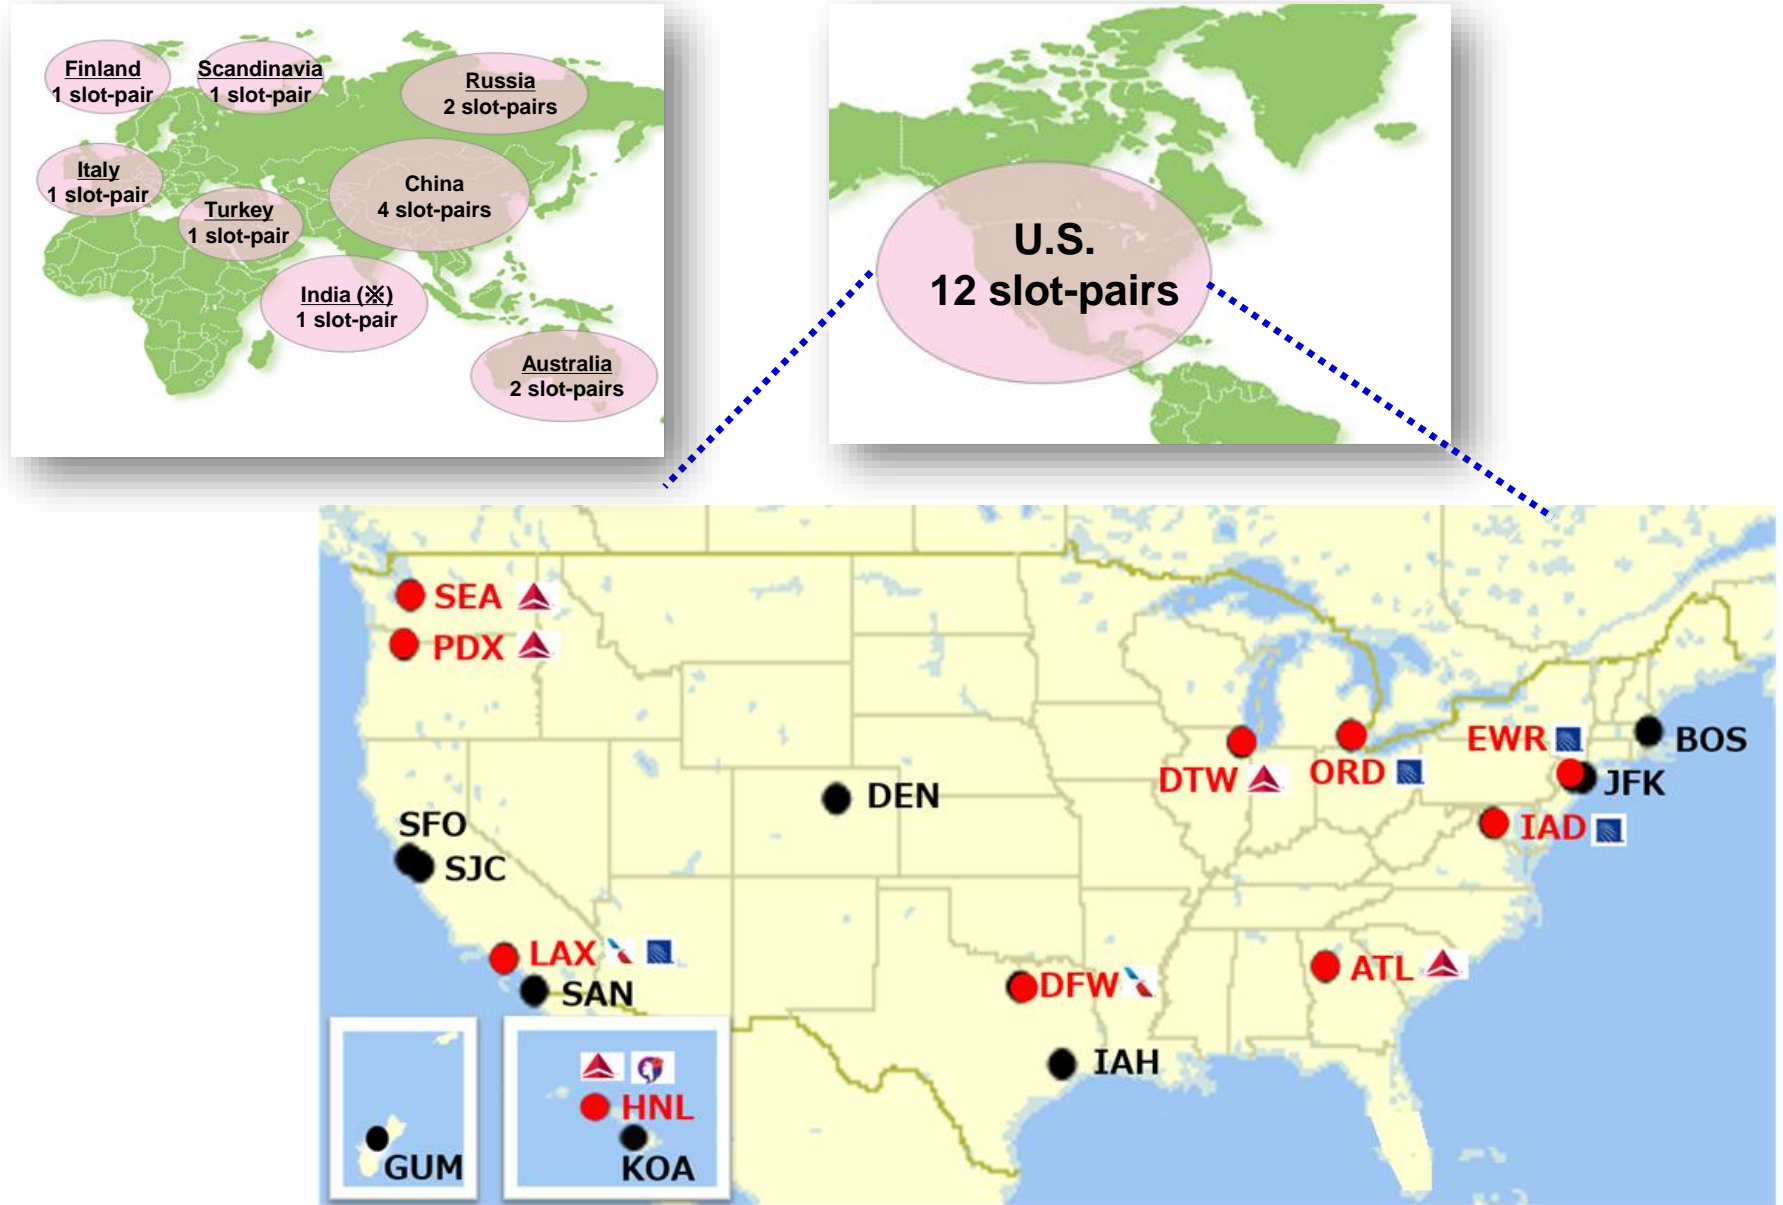 Finland
1 slot-pair
Scandinavia
1 slot-pair
Russia
2 slot-pairs
Italy
1 slot-pair
Turkey
1 slot-pair
China
4 slot-pairs
India (※)
1 slot-pair
Australia
2 slot-pairs
U.S.
12 slot-pairs
SEA
PDX
EWR
BOS
DTW
ORD
JFK
DEN
IAD
SFO
SJC
LAX
SAN
DFW
ATL
IAH
HNL
GUM
KOA